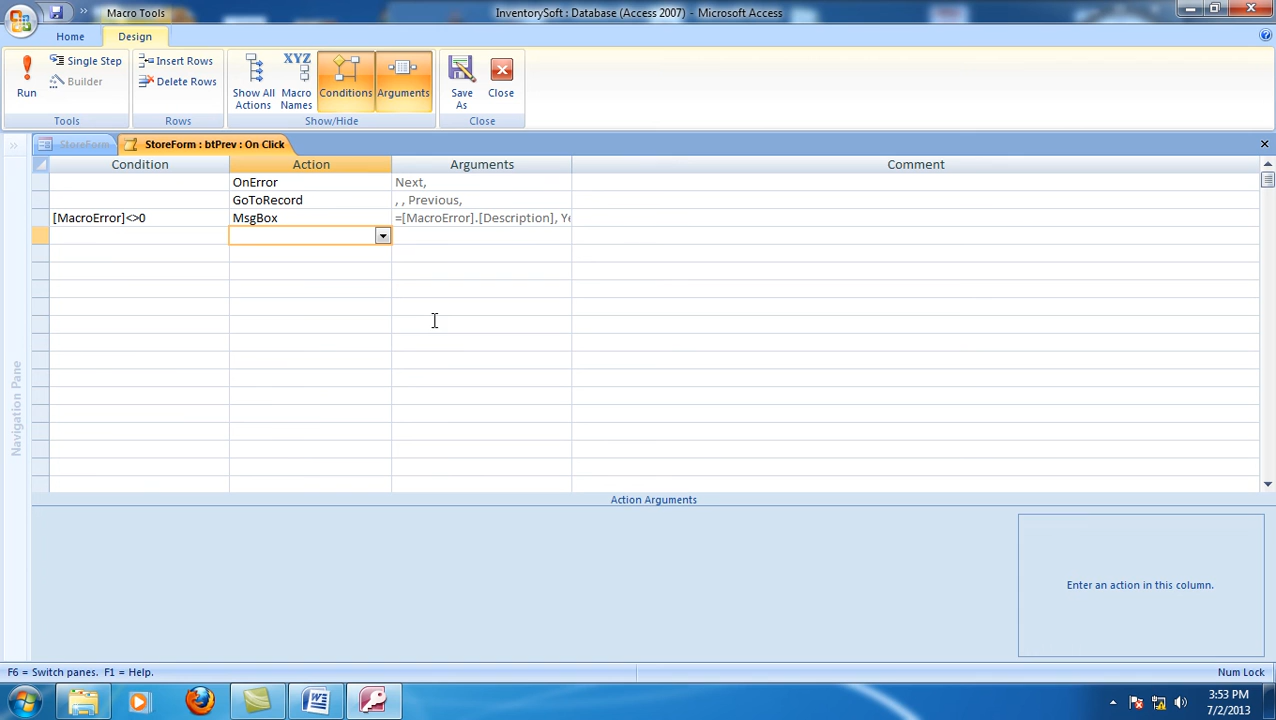 InventorySoft : Database (Access 2007) - Microsoft Access
Macro Tools
Home
Design
Run
Single Step
Builder
Tools
Insert Rows
Delete Rows
Rows
Show All Actions
XYZ
Macro Names
Conditions
Arguments
Show/Hide
Save As
Close
Close
StoreForm
StoreForm : btPrev : On Click
Condition Action Arguments Comment
OnError Next,
GoToRecord , , Previous,
[MacroError]<>0 MsgBox =[MacroError].[Description], Ye
Navigation Pane
Action Arguments
Enter an action in this column.
F6 = Switch panes. F1 = Help.
Num Lock
3:53 PM
7/2/2013